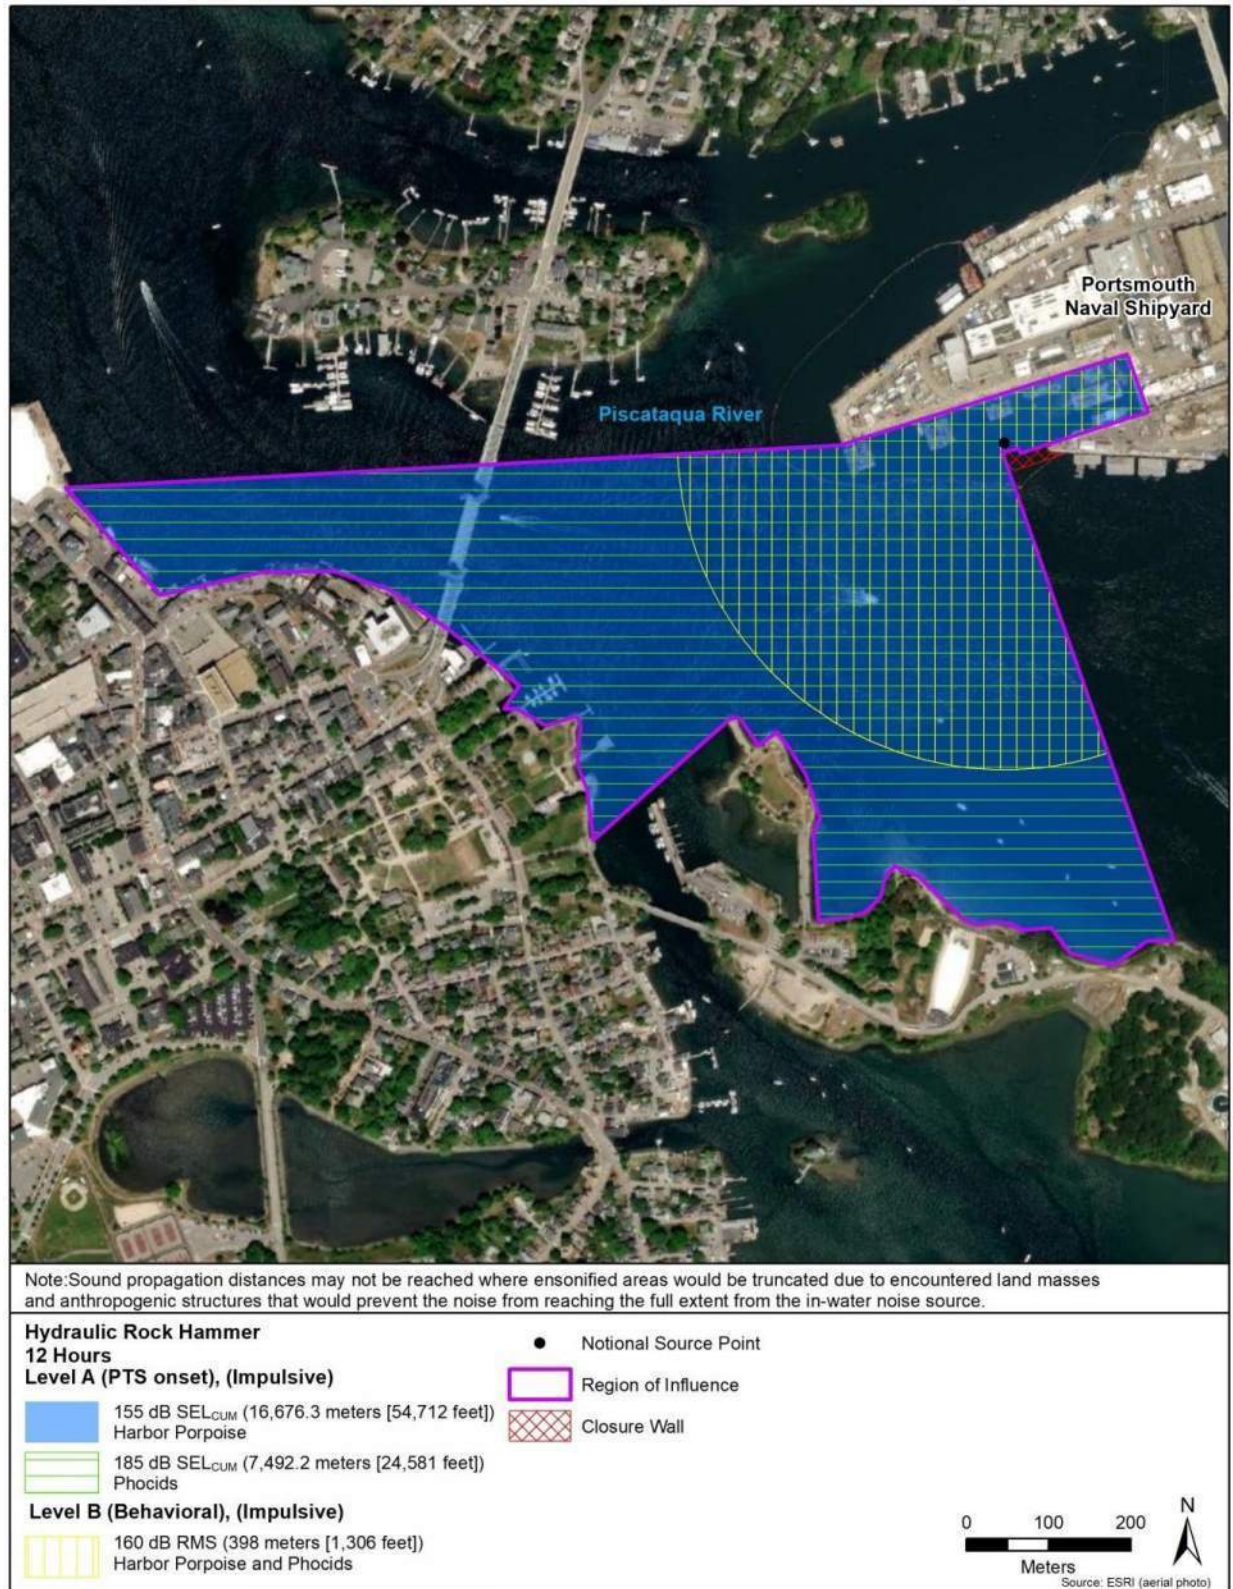 Portsmouth
Naval Shipyard
Piscataqua River
Note:Sound propagation distances may not be reached where ensonified areas would be truncated due to encountered land masses
and anthropogenic structures that would prevent the noise from reaching the full extent from the in-water noise source.
Hydraulic Rock Hammer
12 Hours
Level A (PTS onset), (Impulsive)
155 dB SELCUM (16,676.3 meters [54,712 feet])
Harbor Porpoise
185 dB SELCUM (7,492.2 meters [24,581 feet])
Phocids
Level B (Behavioral), (Impulsive)
160 dB RMS (398 meters [1,306 feet])
Harbor Porpoise and Phocids
Notional Source Point
Region of Influence
Closure Wall
0 100 200
Meters
N
Source: ESRI (aerial photo)